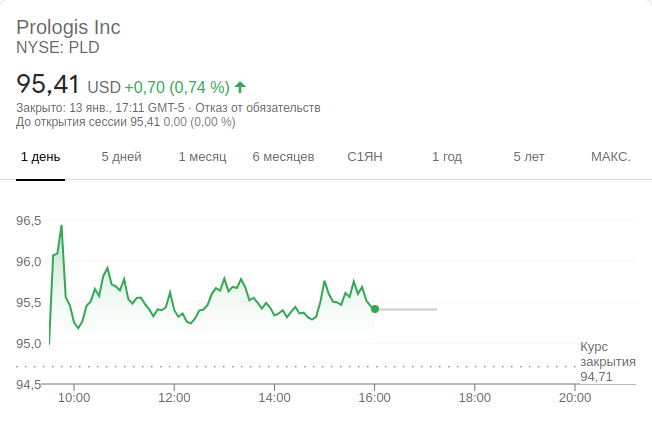 Prologis Inc
NYSE: PLD
95,41 USD +0,70 (0,74 %)
Закрыто: 13 янв., 17:11 GMT-5 · Отказ от обязательств
До открытия сессии 95,41 0,00 (0,00 %)
1 день 5 дней 1 месяц 6 месяцев С1ЯН 1 год 5 лет МАКС.
96,5
96,0
95,5
95,0
94,5
Курс
закрытия
94,71
10:00 12:00 14:00 16:00 18:00 20:00